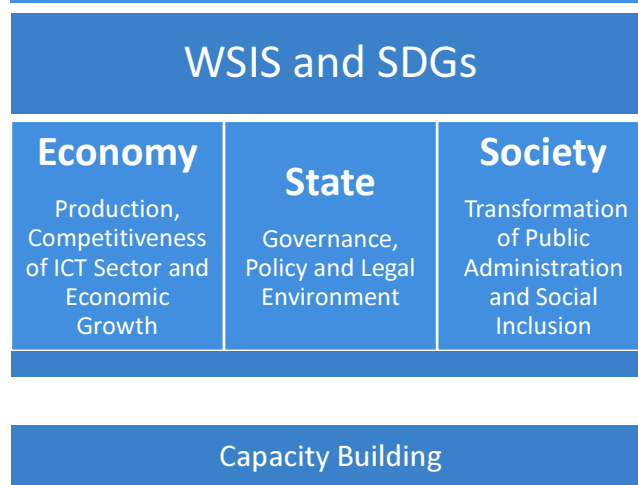 WSIS and SDGs
Economy
Production,
Competitiveness
of ICT Sector and
Economic
Growth
State
Governance,
Policy and Legal
Environment
Society
Transformation
of Public
Administration
and Social
Inclusion
Capacity Building